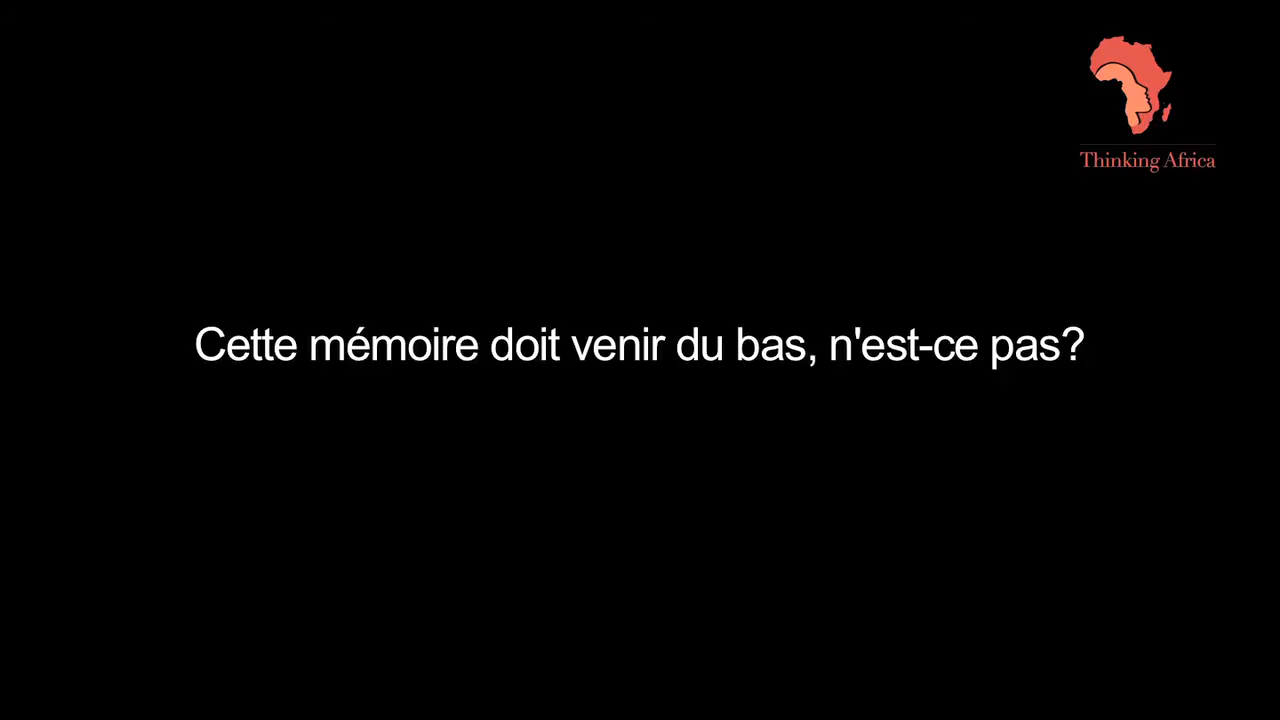 Thinking Africa
Cette mémoire doit venir du bas, n'est-ce pas?